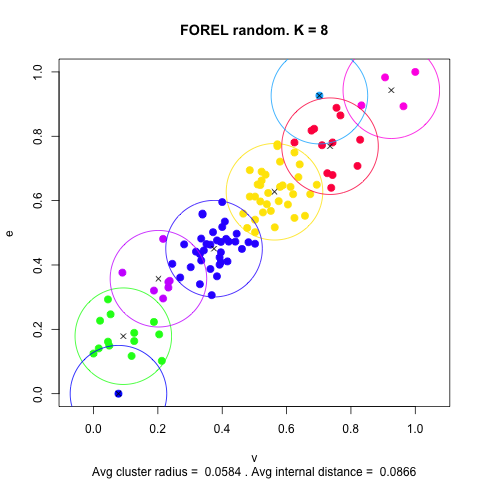 FOREL random. K = 8
e
0.0 0.2 0.4 0.6 0.8 1.0
0.0 0.2 0.4 0.6 0.8 1.0
v
Avg cluster radius =  0.0584 . Avg internal distance =  0.0866